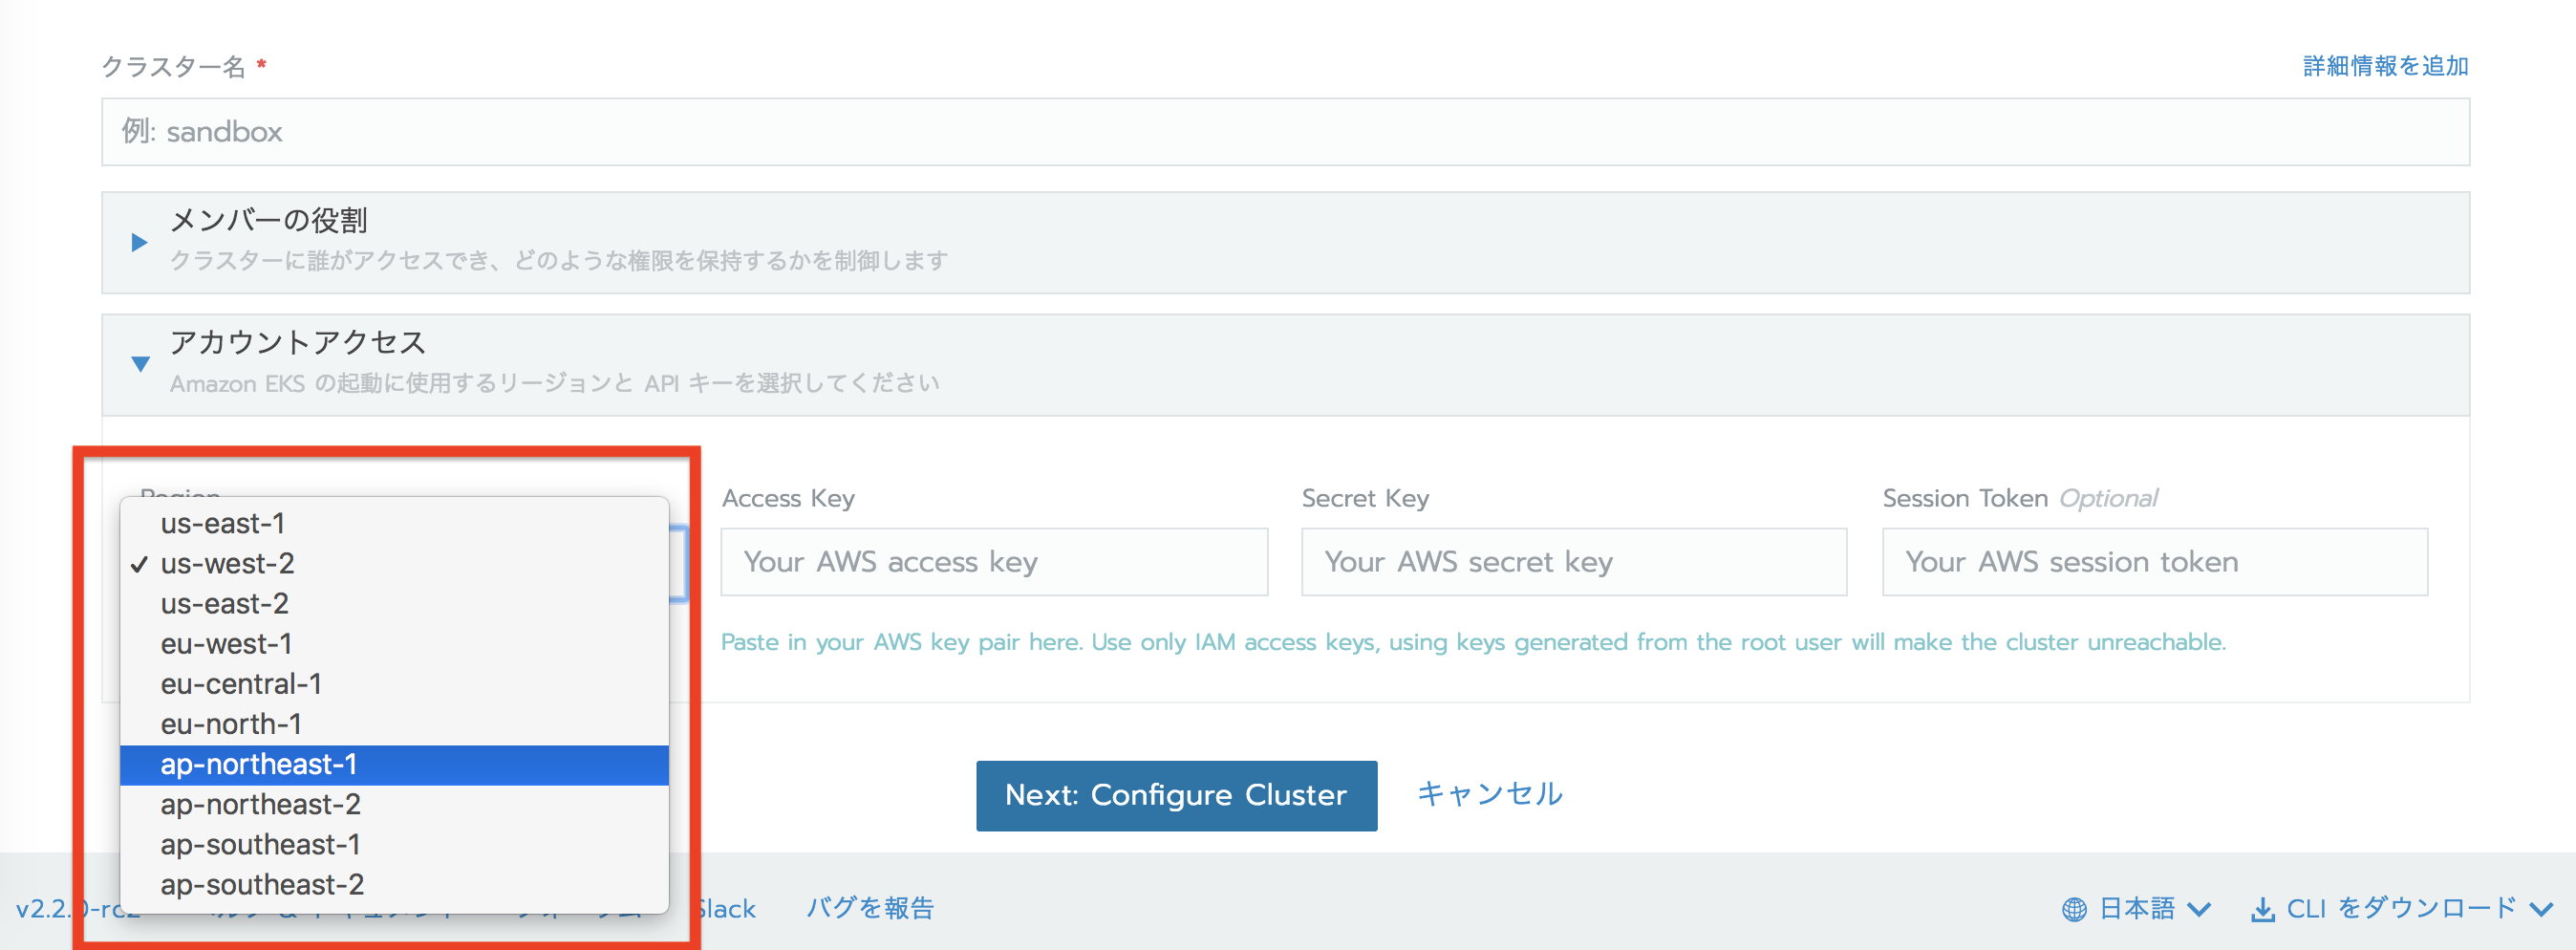 クラスター名 *
詳細情報を追加
例: sandbox
メンバーの役割
クラスターに誰がアクセスでき、どのような権限を保持するかを制御します
アカウントアクセス
Amazon EKS の起動に使用するリージョンと API キーを選択してください
Region
us-east-1
✓ us-west-2
us-east-2
eu-west-1
eu-central-1
eu-north-1
ap-northeast-1
ap-northeast-2
ap-southeast-1
ap-southeast-2
Access Key
Your AWS access key
Secret Key
Your AWS secret key
Session Token Optional
Your AWS session token
Paste in your AWS key pair here. Use only IAM access keys, using keys generated from the root user will make the cluster unreachable.
Next: Configure Cluster
キャンセル
v2.2.0-rc2
Slack
バグを報告
日本語
CLI をダウンロード